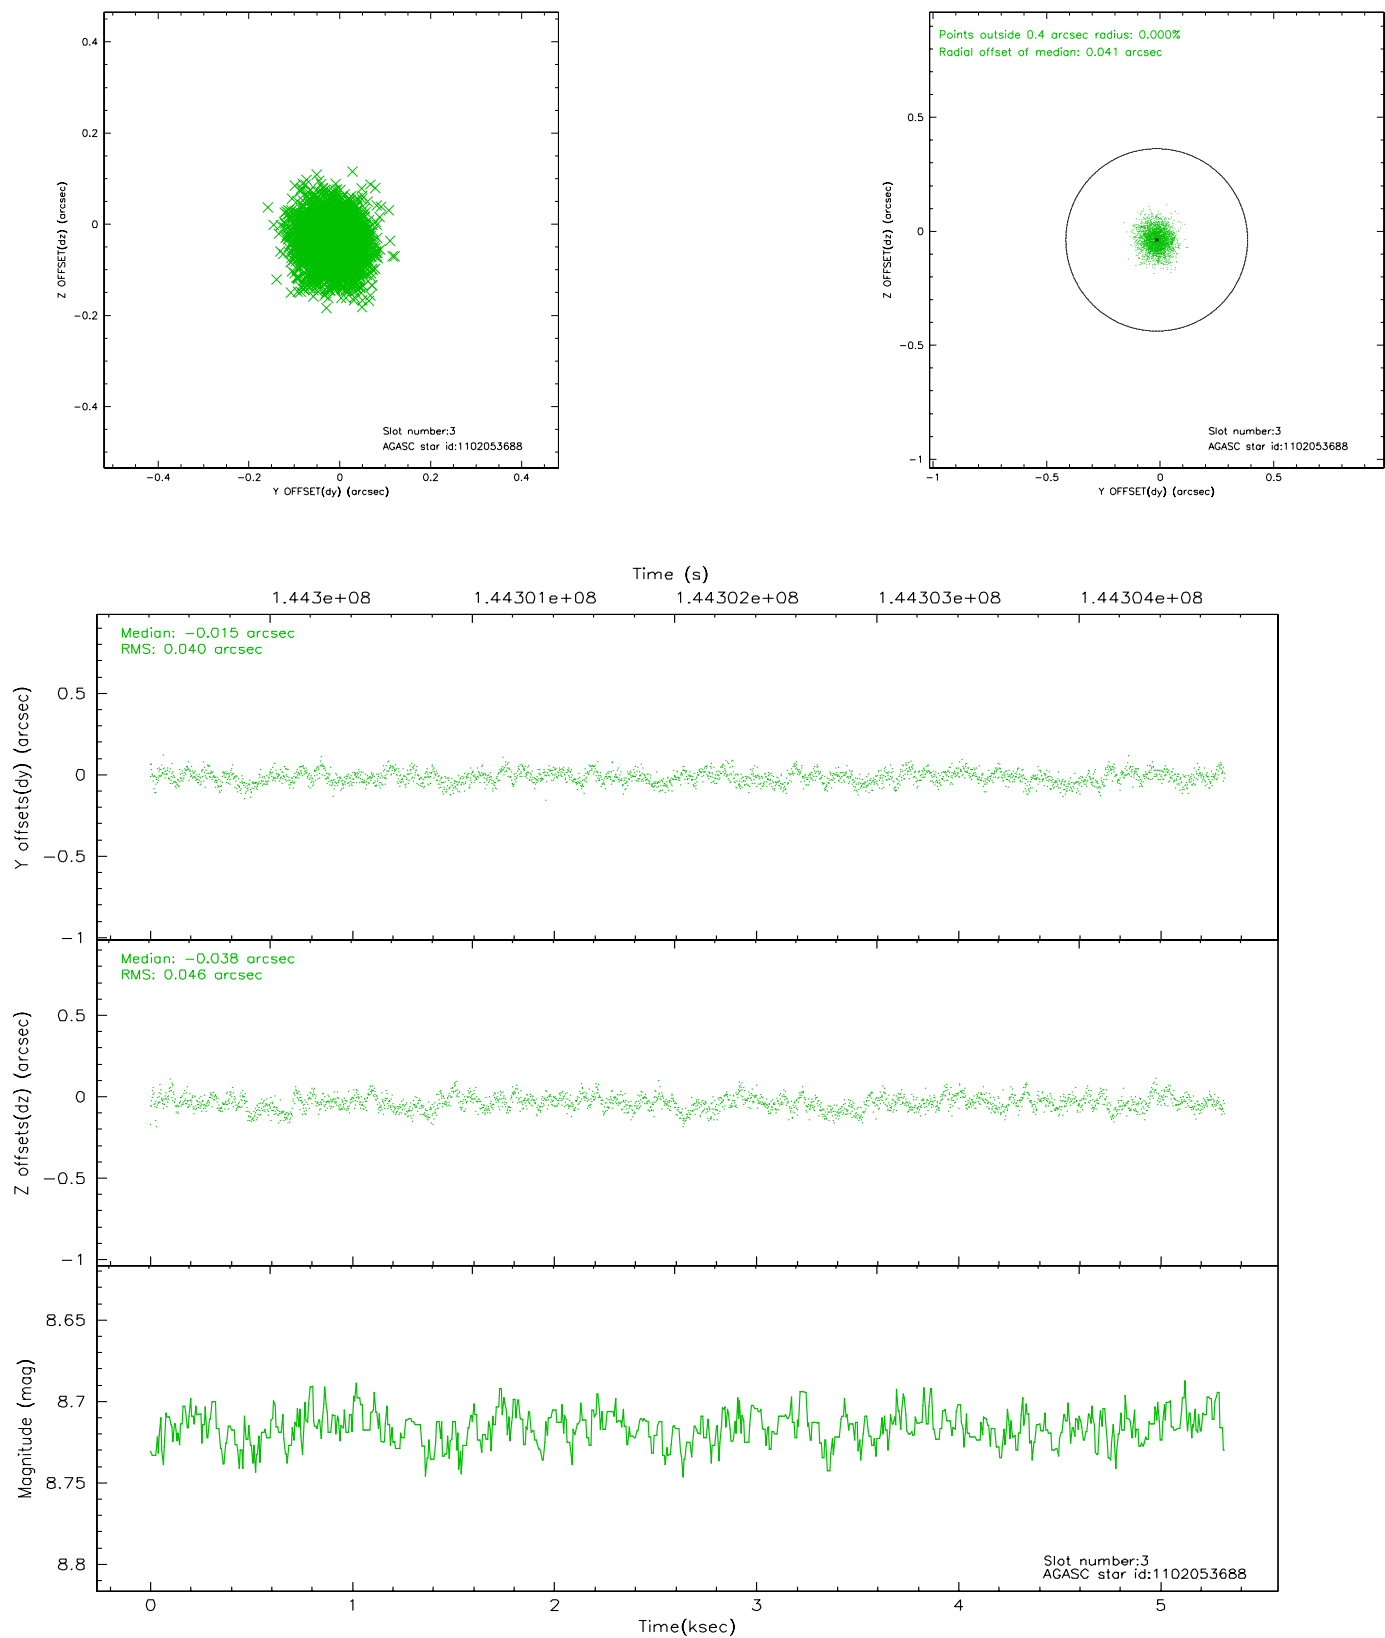 0.4
0.2
0
−0.2
−0.4
Z OFFSET(dz) (arcsec)
−0.4 −0.2 0 0.2 0.4
Y OFFSET(dy) (arcsec)
Slot number:3
AGASC star id:1102053688
Points outside 0.4 arcsec radius: 0.000%
Radial offset of median: 0.041 arcsec
0.5
0
−0.5
−1
Z OFFSET(dz) (arcsec)
−1 −0.5 0 0.5
Y OFFSET(dy) (arcsec)
Slot number:3
AGASC star id:1102053688
Time (s)
1.443e+08 1.44301e+08 1.44302e+08 1.44303e+08 1.44304e+08
Median: −0.015 arcsec
RMS: 0.040 arcsec
0.5
0
−0.5
−1
Y offsets(dy) (arcsec)
Median: −0.038 arcsec
RMS: 0.046 arcsec
0.5
0
−0.5
−1
Z offsets(dz) (arcsec)
8.65
8.7
8.75
8.8
Magnitude (mag)
Slot number:3
AGASC star id:1102053688
0 1 2 3 4 5
Time(ksec)